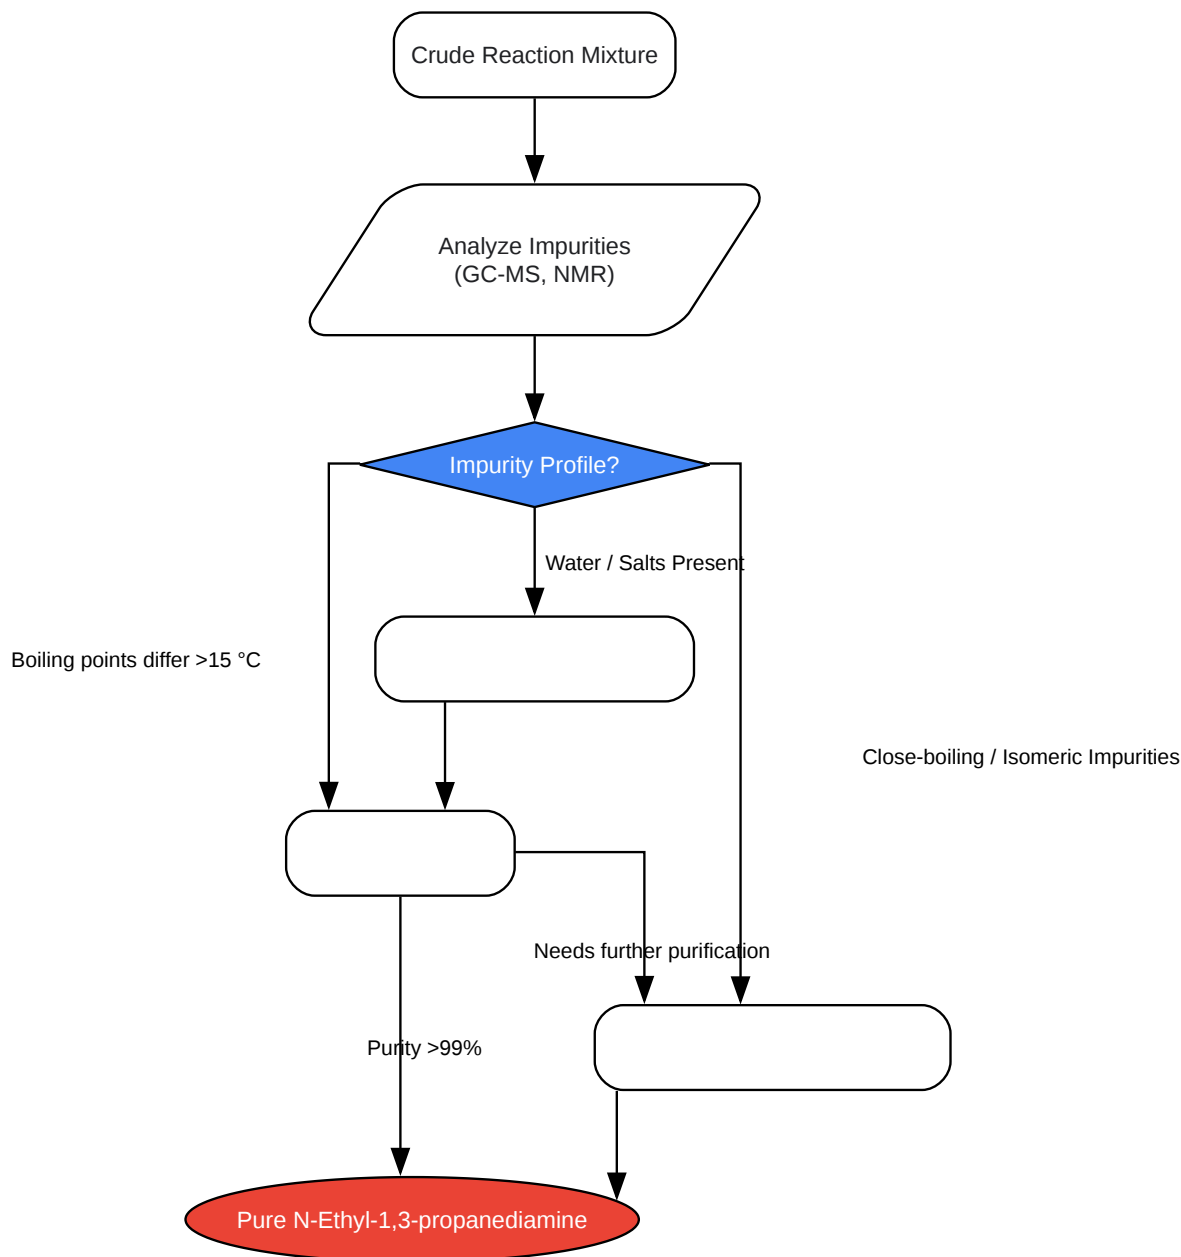 Crude Reaction Mixture
Analyze Impurities
(GC-MS, NMR)
Impurity Profile?
Water / Salts Present
Boiling points differ >15 °C
Close-boiling / Isomeric Impurities
Needs further purification
Purity >99%
Pure N-Ethyl-1,3-propanediamine